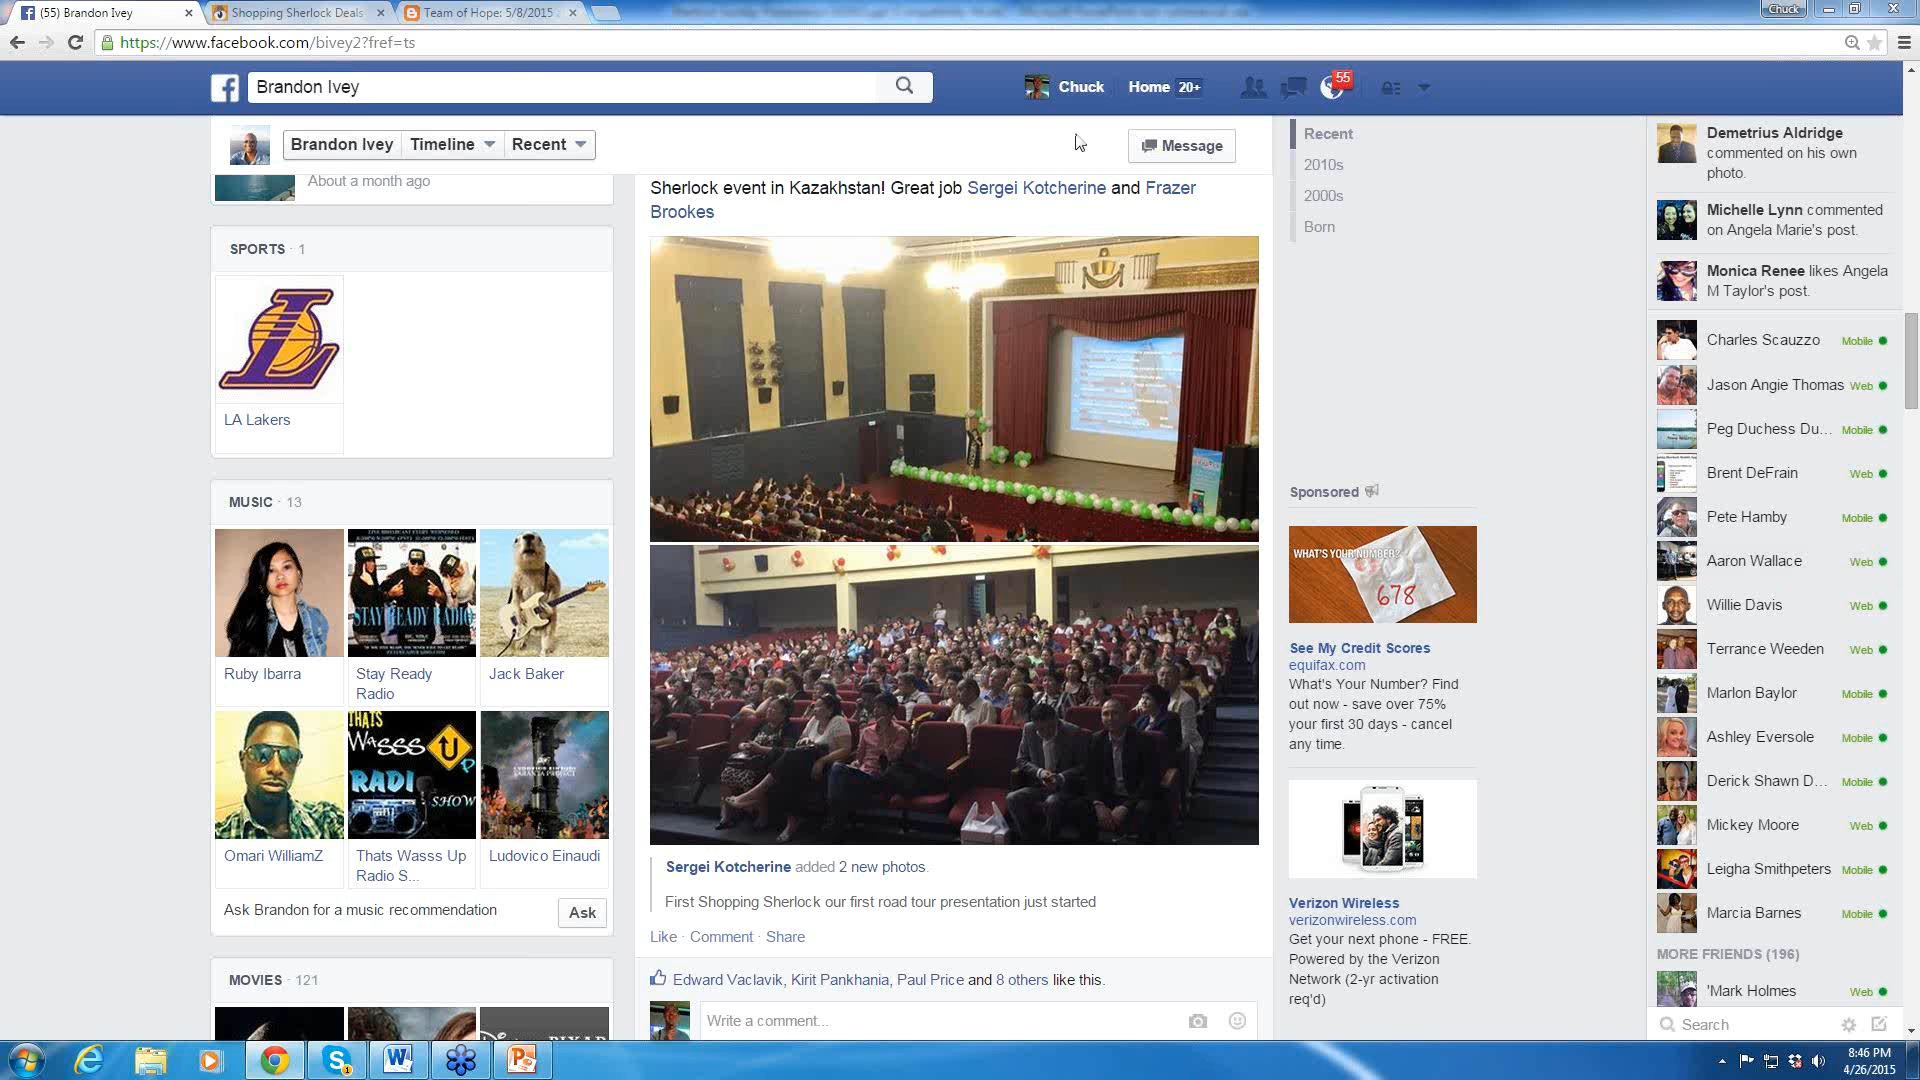 (55) Brandon Ivey
Shopping Sherlock Deals
Team of Hope: 5/8/2015
Chuck
https://www.facebook.com/bivey2?fref=ts
Brandon Ivey
Chuck
Home 20+
55
Brandon Ivey
Timeline
Recent
Message
About a month ago
SPORTS · 1
LA Lakers
MUSIC · 13
STAY READY RADIO
Ruby Ibarra
Stay Ready
Radio
Jack Baker
THATS
WASSS
UP
RADI
SHOW
Omari WilliamZ
Thats Wasss Up
Radio S...
Ludovico Einaudi
Ask Brandon for a music recommendation
Ask
MOVIES · 121
Sherlock event in Kazakhstan! Great job Sergei Kotcherine and Frazer
Brookes
Sergei Kotcherine added 2 new photos.
First Shopping Sherlock our first road tour presentation just started
Like · Comment · Share
Edward Vaclavik, Kirit Pankhania, Paul Price and 8 others like this.
Write a comment...
Recent
2010s
2000s
Born
Sponsored
WHAT'S YOUR NUMBER?
678
See My Credit Scores
equifax.com
What's Your Number? Find
out now - save over 75%
your first 30 days - cancel
any time.
Verizon Wireless
verizonwireless.com
Get your next phone - FREE.
Powered by the Verizon
Network (2-yr activation
req'd)
Demetrius Aldridge
commented on his own
photo.
Michelle Lynn commented
on Angela Marie's post.
Monica Renee likes Angela
M Taylor's post.
Charles Scauzzo Mobile
Jason Angie Thomas Web
Peg Duchess Du... Mobile
Brent DeFrain Web
Pete Hamby Mobile
Aaron Wallace Web
Willie Davis Web
Terrance Weeden Web
Marlon Baylor Mobile
Ashley Eversole Mobile
Derick Shawn D... Mobile
Mickey Moore Web
Leigha Smithpeters Mobile
Marcia Barnes Mobile
MORE FRIENDS (196)
'Mark Holmes Web
Search
8:46 PM
4/26/2015